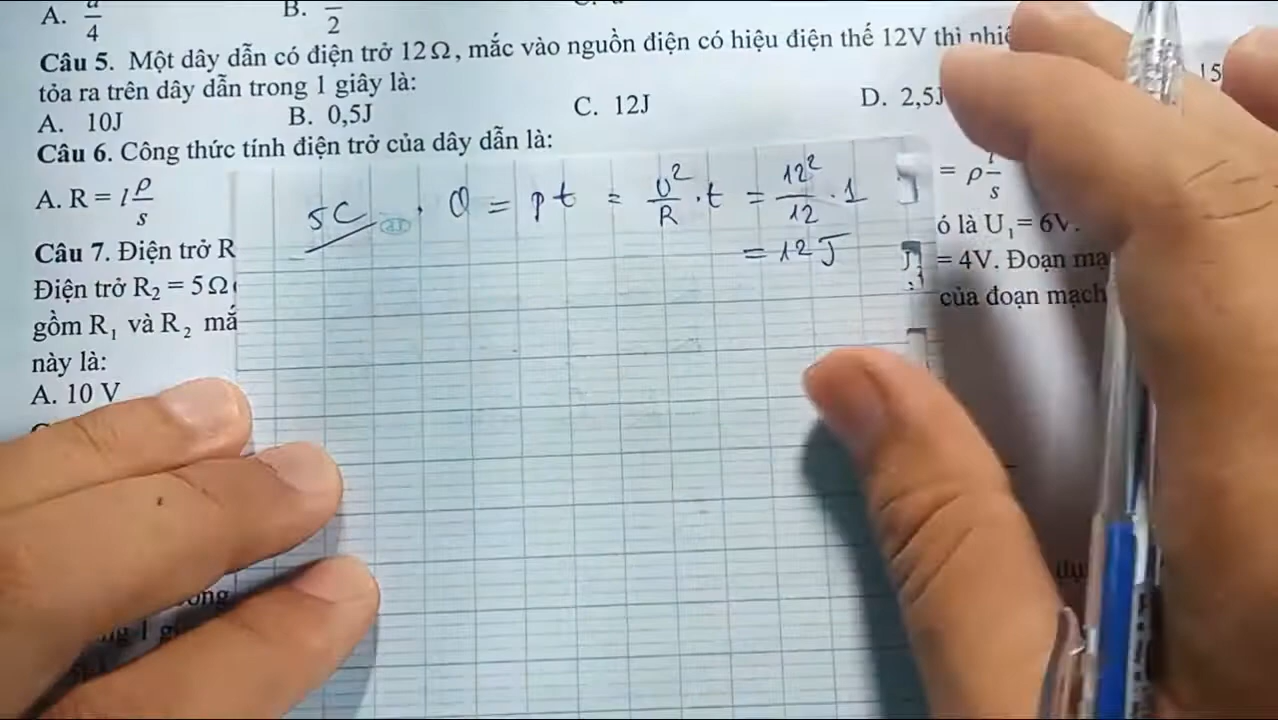 A. 4 B. 2
Câu 5. Một dây dẫn có điện trở 12Ω, mắc vào nguồn điện có hiệu điện thế 12V thì
tỏa ra trên dây dẫn trong 1 giây là:
A. 10J B. 0,5J C. 12J D. 2,5J
Câu 6. Công thức tính điện trở của dây dẫn là:
A. R = l ρ/s = ρ l/s
5C Q = pt = U²/R .t = 12²/12 .1
= 12 J
Câu 7. Điện trở R ó là U₁= 6V.
Điện trở R₂ = 5Ω = 4V. Đoạn mạ
gồm R₁ và R₂ mắ của đoạn mạch
này là:
A. 10 V